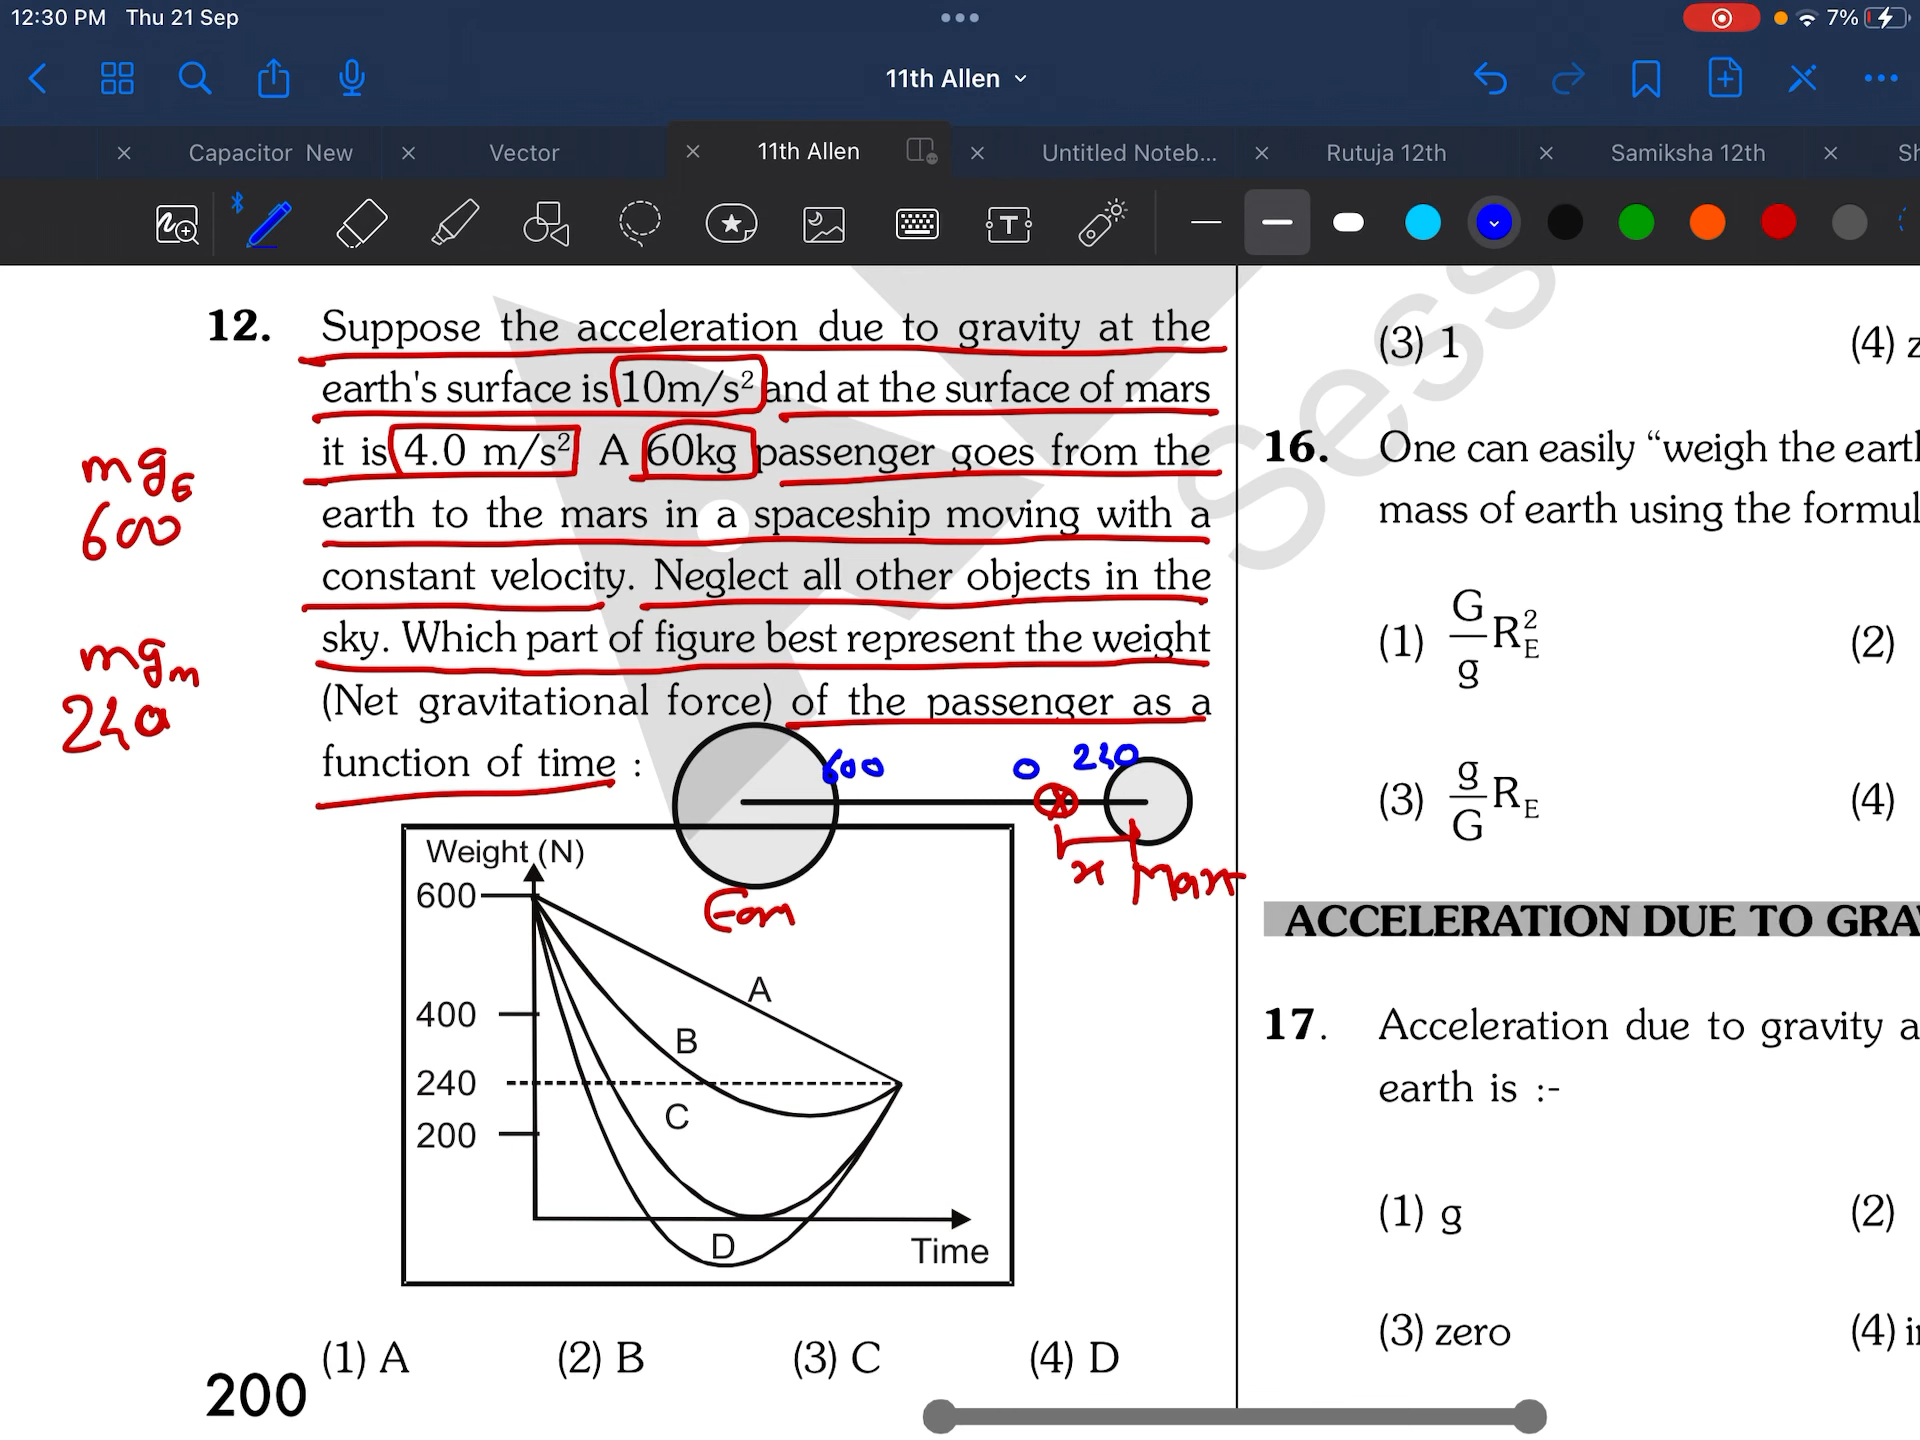 12:30 PM Thu 21 Sep
7%
11th Allen
Capacitor New
Vector
11th Allen
Untitled Noteb...
Rutuja 12th
Samiksha 12th
Sh
12. Suppose the acceleration due to gravity at the
earth's surface is 10m/s² and at the surface of mars
it is 4.0 m/s² A 60kg passenger goes from the
earth to the mars in a spaceship moving with a
constant velocity. Neglect all other objects in the
sky. Which part of figure best represent the weight
(Net gravitational force) of the passenger as a
function of time :
mgE
600
mgm
240
600
0
240
x
Weight (N)
600
400
240
200
A
B
C
D
Time
(1) A (2) B (3) C (4) D
200
Sess
(3) 1 (4) z
16. One can easily “weigh the eart
mass of earth using the formul
(1) G/g R_E² (2)
(3) g/G R_E (4)
ACCELERATION DUE TO GRA
17. Acceleration due to gravity a
earth is :-
(1) g (2)
(3) zero (4) i